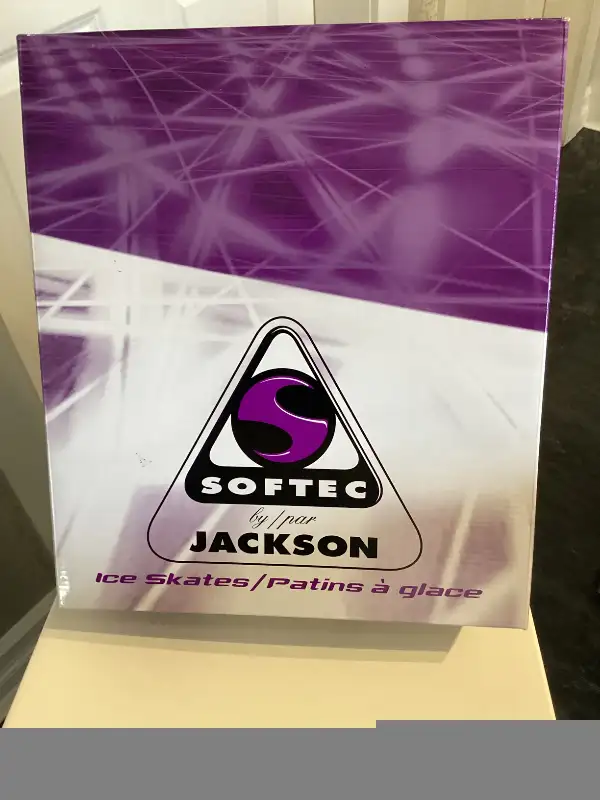 SOFTEC
by/par
JACKSON
Ice Skates/Patins à glace